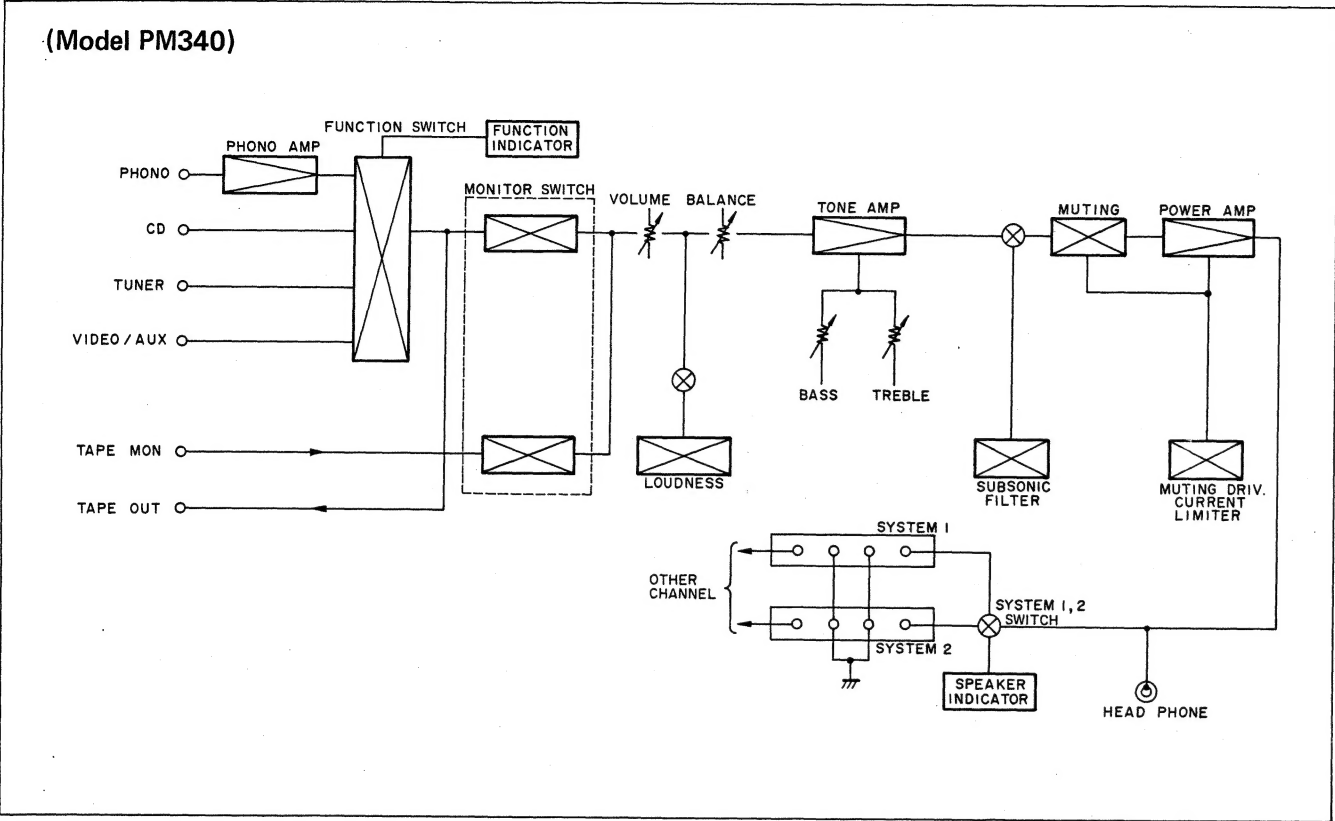 (Model PM340)
FUNCTION SWITCH
FUNCTION
INDICATOR
PHONO AMP
PHONO
CD
TUNER
VIDEO/AUX
TAPE MON
TAPE OUT
MONITOR SWITCH
VOLUME
BALANCE
LOUDNESS
TONE AMP
BASS
TREBLE
MUTING
POWER AMP
SUBSONIC
FILTER
MUTING DRIV.
CURRENT
LIMITER
SYSTEM 1
OTHER
CHANNEL
SYSTEM 1,2
SWITCH
SYSTEM 2
SPEAKER
INDICATOR
HEAD PHONE